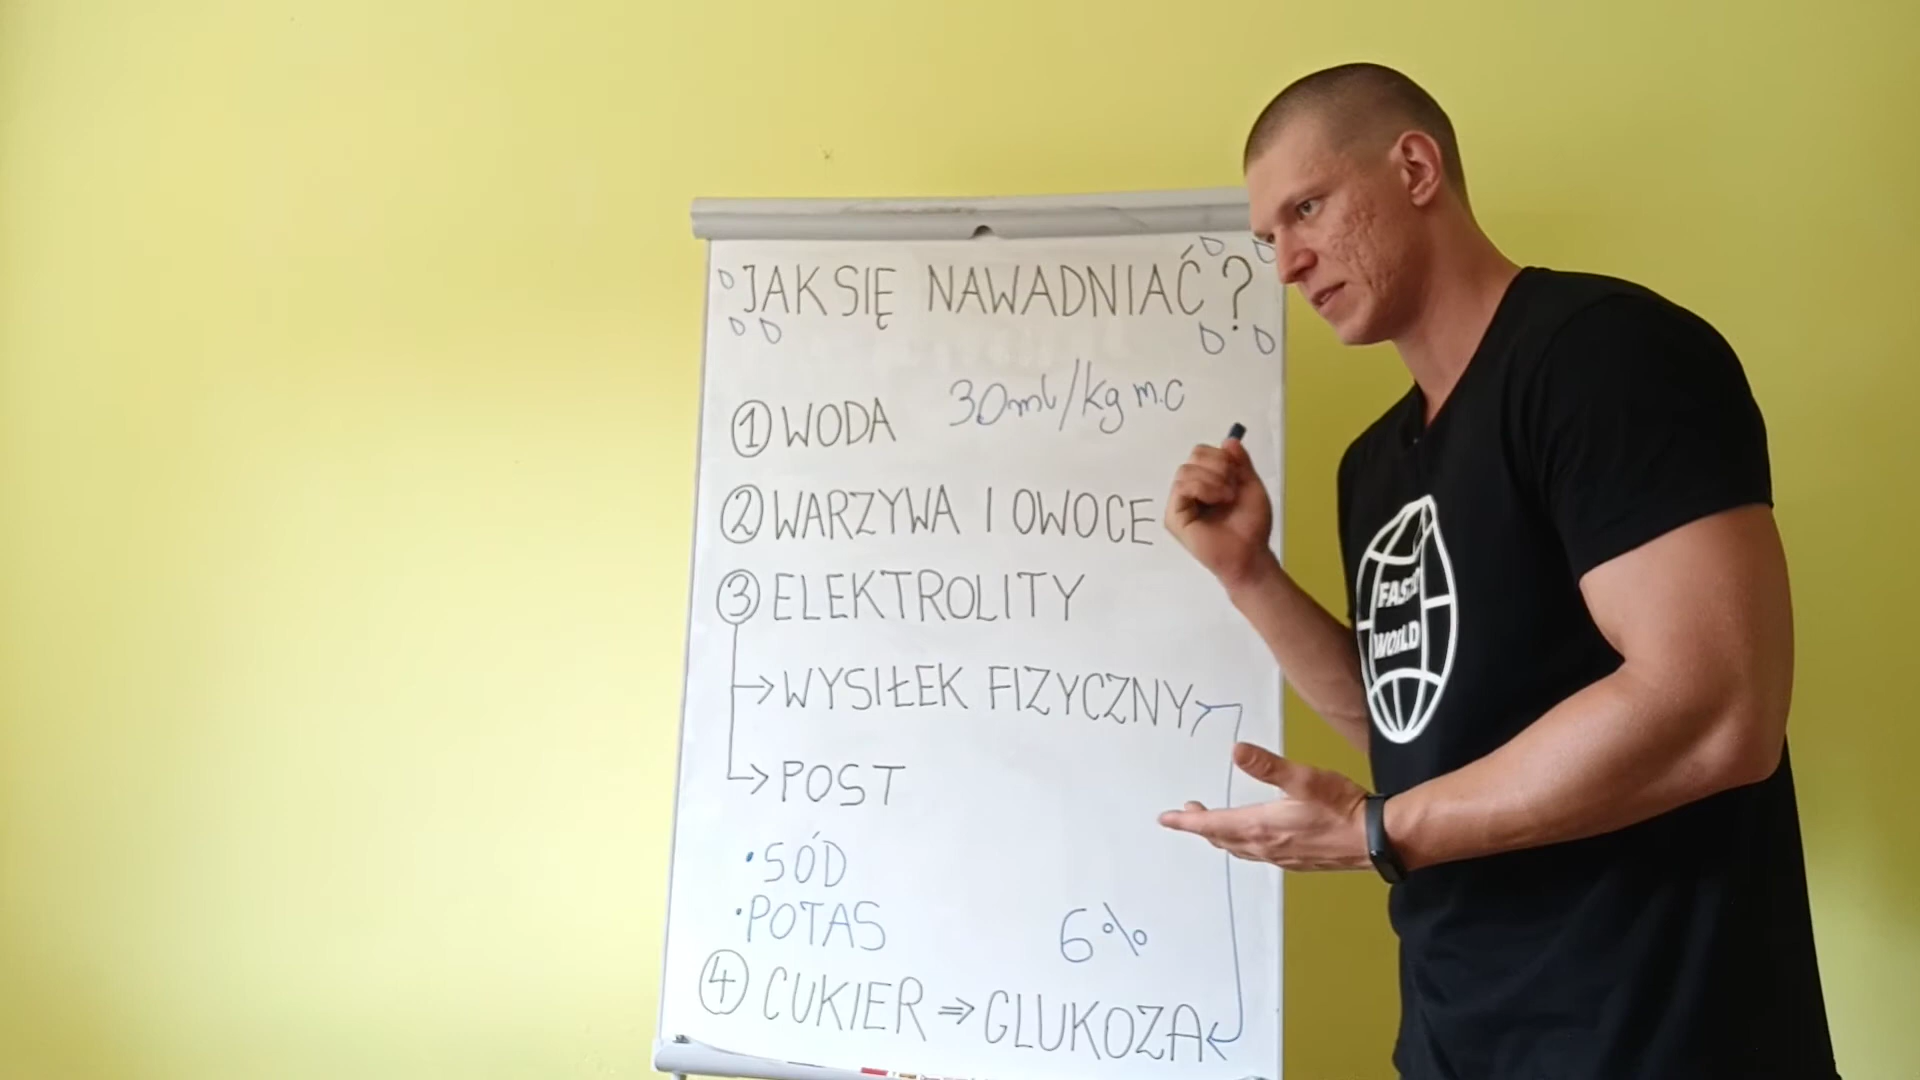 JAK SIĘ NAWADNIAĆ?
① WODA 30ml/kg m.c
② WARZYWA I OWOCE
③ ELEKTROLITY
→ WYSIŁEK FIZYCZNY
→ POST
• SÓD
• POTAS
6%
④ CUKIER ⇒ GLUKOZA
WORLD